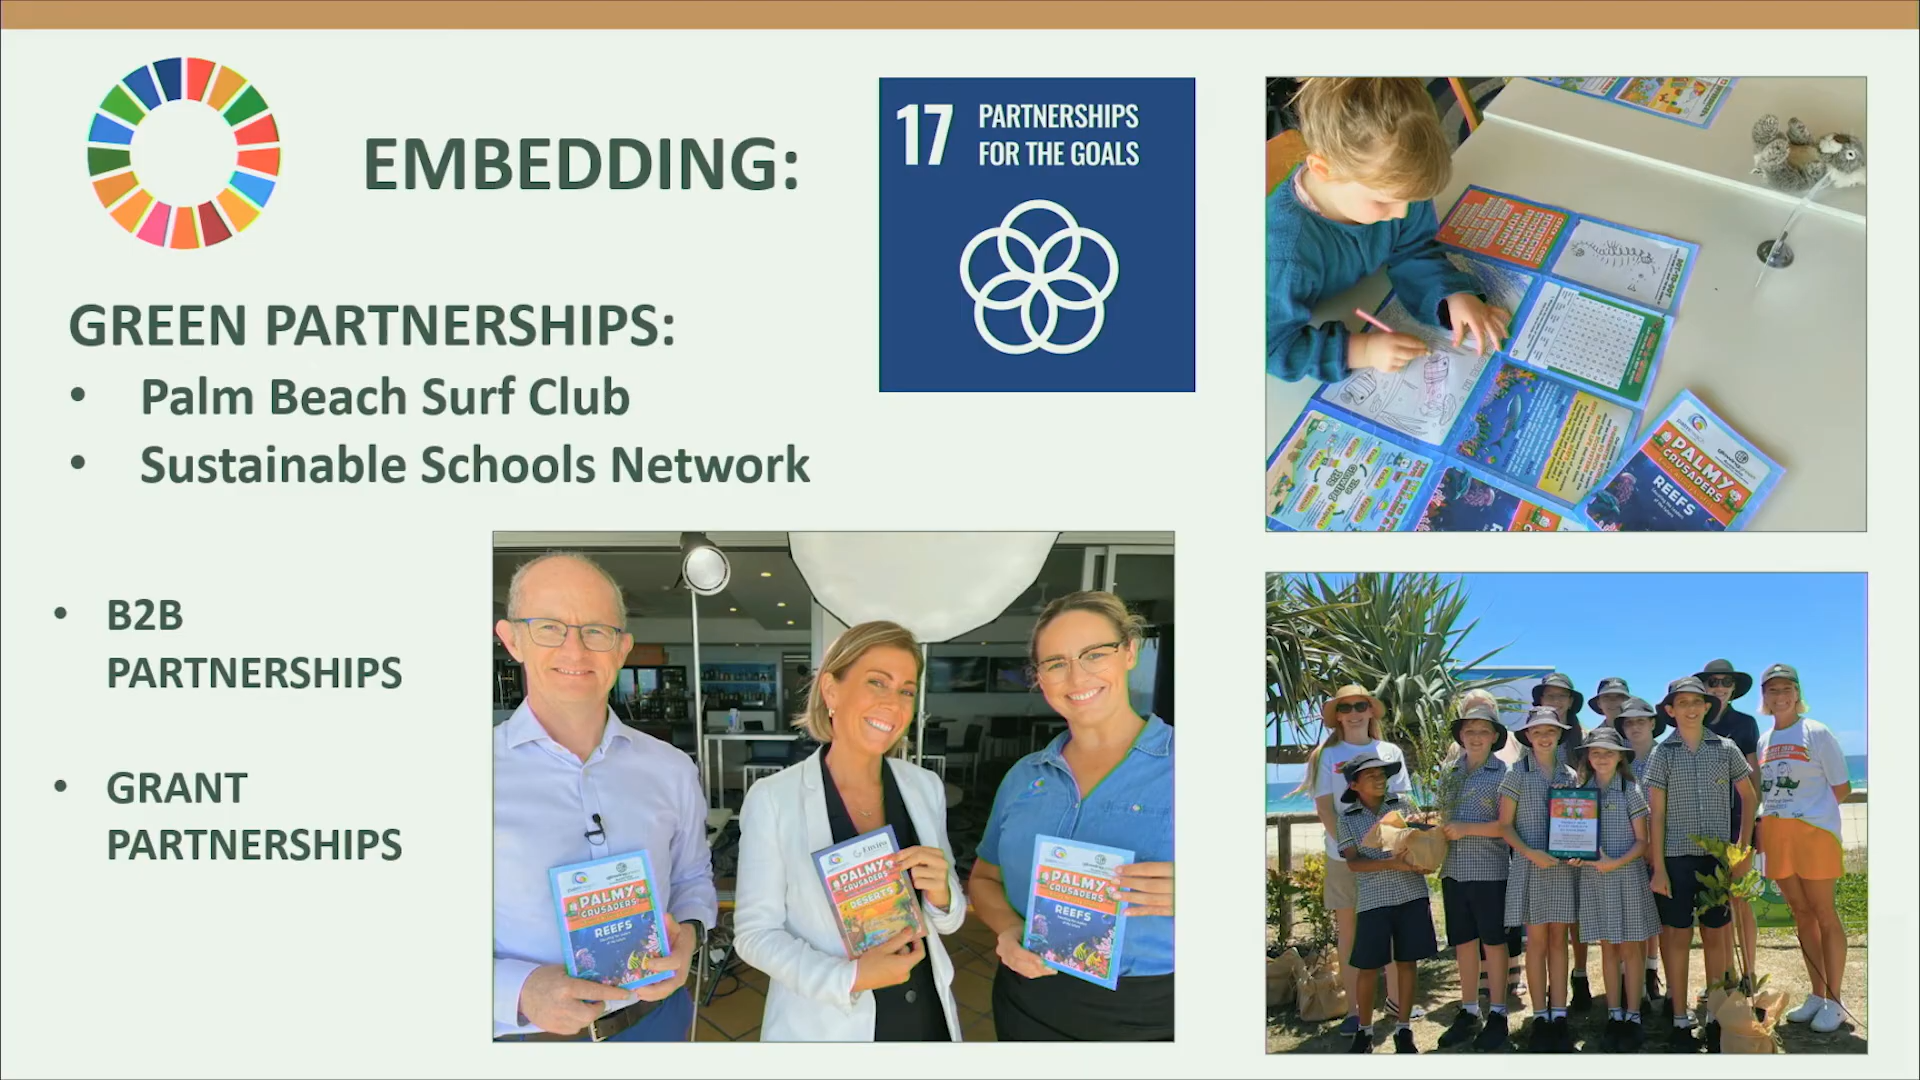 EMBEDDING:
17 PARTNERSHIPS
FOR THE GOALS
GREEN PARTNERSHIPS:
• Palm Beach Surf Club
• Sustainable Schools Network
• B2B
PARTNERSHIPS
• GRANT
PARTNERSHIPS
PALMY
CRUSADERS
REEFS
PALMY
CRUSADERS
REEFS
Enviro
PALMY
CRUSADERS
DESERTS
PALMY
CRUSADERS
REEFS